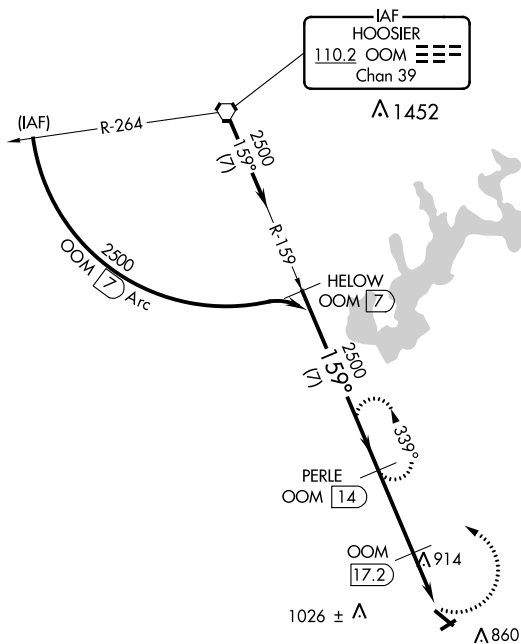 IAF
HOOSIER
110.2 OOM
Chan 39
1452
(IAF)
R-264
2500
159°
(7)
R-159
2500
OOM 7 Arc
HELOW
OOM 7
2500
159°
(7)
339°
PERLE
OOM 14
OOM
17.2
914
1026 ±
860